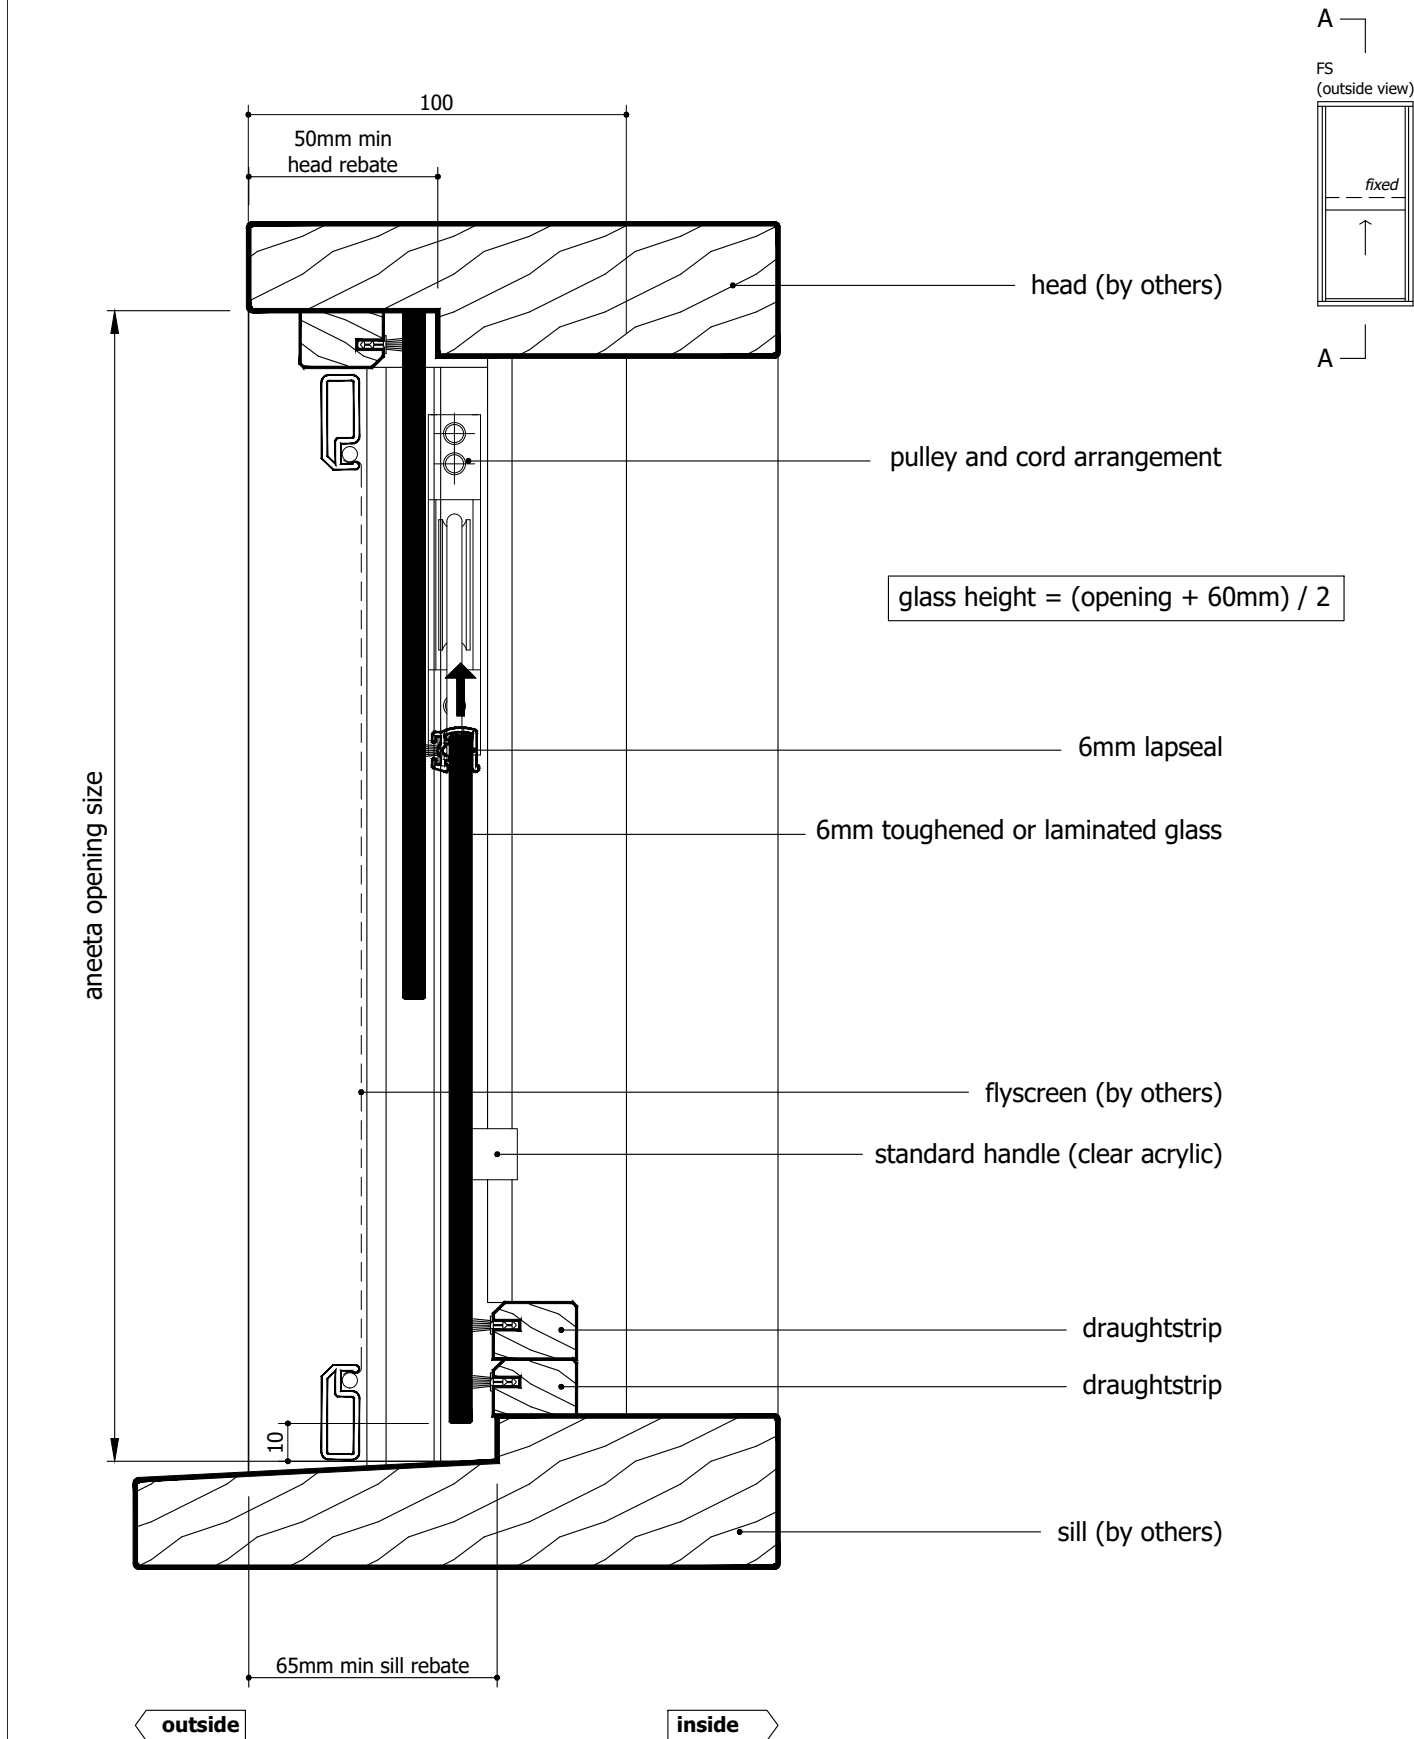 A
FS
(outside view)
fixed
A
100
50mm min
head rebate
head (by others)
pulley and cord arrangement
glass height = (opening + 60mm) / 2
6mm lapseal
6mm toughened or laminated glass
aneeta opening size
flyscreen (by others)
standard handle (clear acrylic)
draughtstrip
draughtstrip
10
sill (by others)
65mm min sill rebate
outside
inside